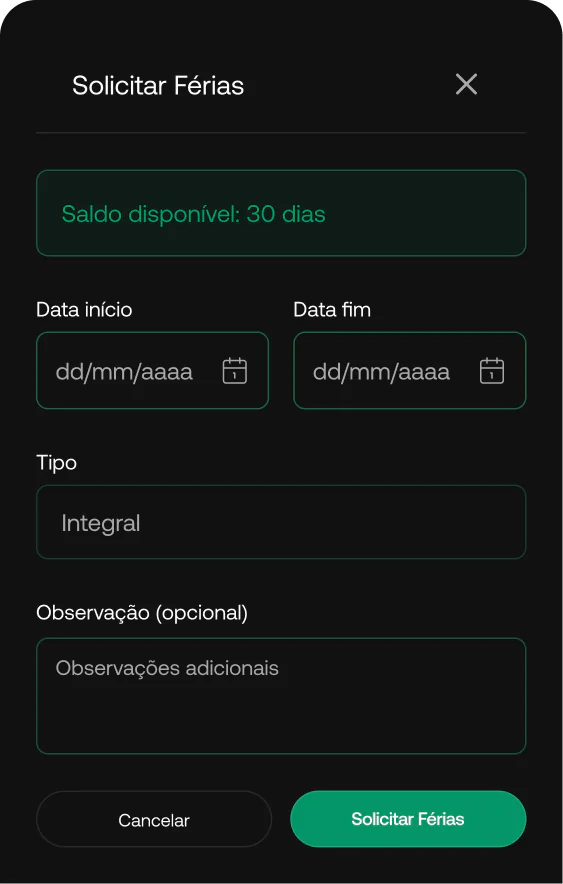 Solicitar Férias
Saldo disponível: 30 dias
Data início
Data fim
dd/mm/aaaa
1
dd/mm/aaaa
1
Tipo
Integral
Observação (opcional)
Observações adicionais
Cancelar
Solicitar Férias